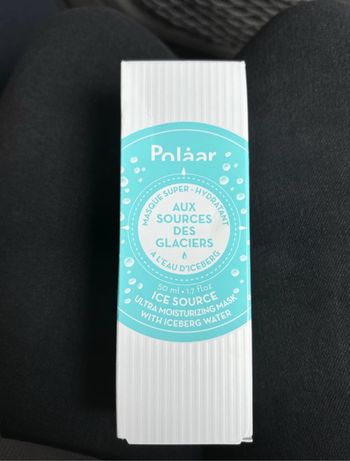 Polåar
MASQUE SUPER-HYDRATANT
AUX
SOURCES
DES
GLACIERS
A L'EAU D'ICEBERG
50 ml • 1.7 fl.oz
ICE SOURCE
ULTRA MOISTURIZING MASK
WITH ICEBERG WATER